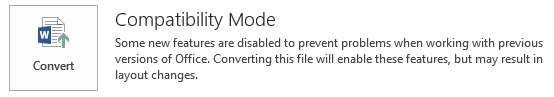 Compatibility Mode
Some new features are disabled to prevent problems when working with previous
versions of Office. Converting this file will enable these features, but may result in
layout changes.
Convert